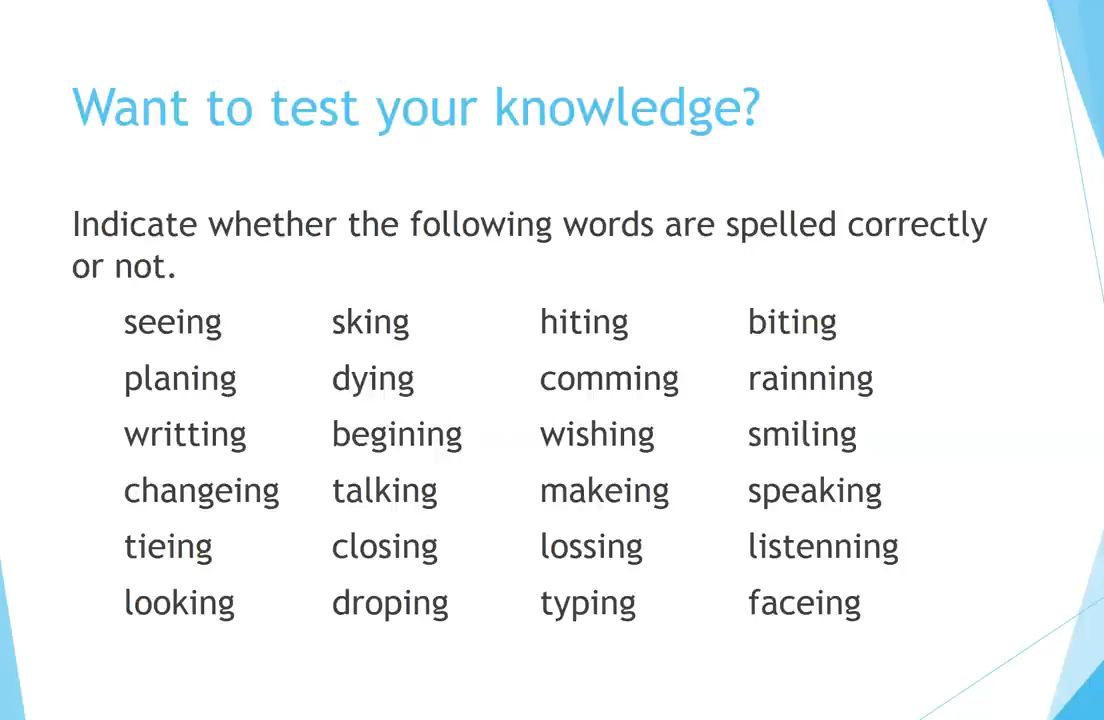 Want to test your knowledge?
Indicate whether the following words are spelled correctly
or not.
seeing sking hiting biting
planing dying comming rainning
writting begining wishing smiling
changeing talking makeing speaking
tieing closing lossing listenning
looking droping typing faceing